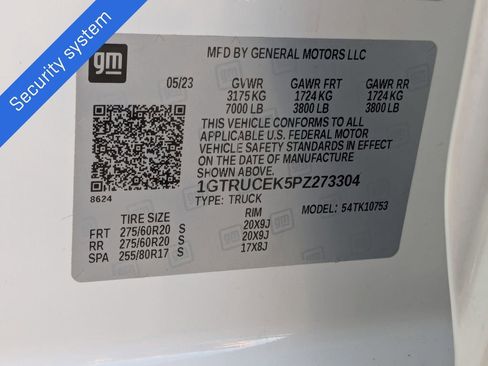 Security system
gm
MFD BY GENERAL MOTORS LLC
05/23 GVWR GAWR FRT GAWR RR
3175 KG 1724 KG 1724 KG
7000 LB 3800 LB 3800 LB
THIS VEHICLE CONFORMS TO ALL
APPLICABLE U.S. FEDERAL MOTOR
VEHICLE SAFETY STANDARDS IN EFFECT
ON THE DATE OF MANUFACTURE
SHOWN ABOVE.
8624 1GTRUCEK5PZ273304
TYPE: TRUCK MODEL: 54TK10753
TIRE SIZE RIM
FRT 275/60R20 S 20X9J
RR 275/60R20 S 20X9J
SPA 255/80R17 S 17X8J